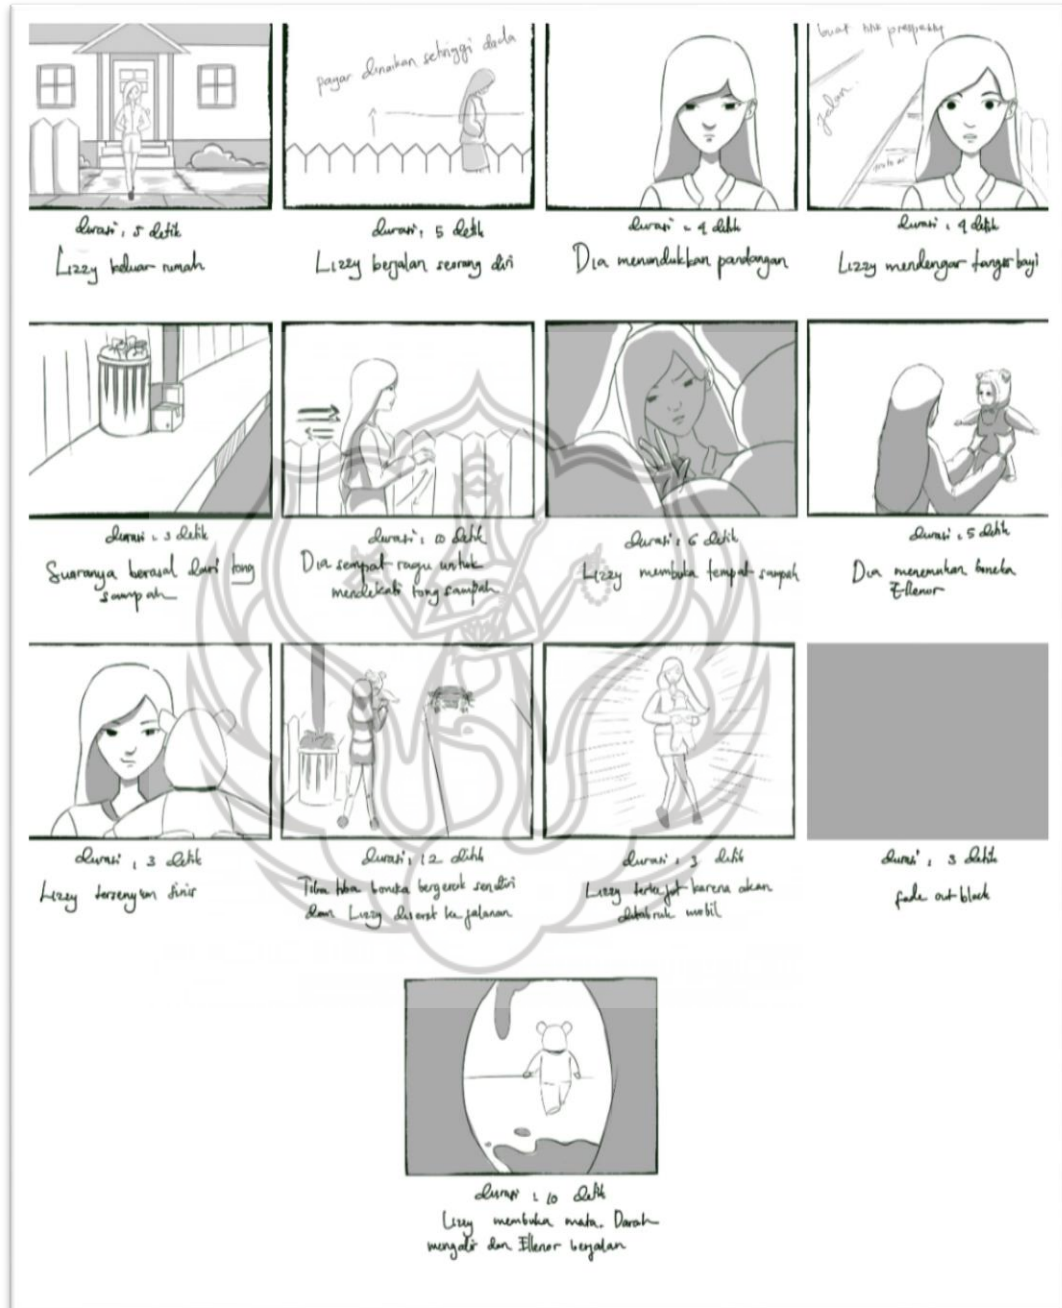 pagar dinaikan setinggi dada
buat titik
jalan
durasi : 5 detik
Lizzy keluar rumah
durasi : 5 detik
Lizzy berjalan seorang diri
durasi : 4 detik
Dia menundukkan pandangan
durasi : 4 detik
Lizzy mendengar tangis bayi
durasi : 3 detik
Suaranya berasal dari tong
sampah
durasi : 10 detik
Dia sempat ragu untuk
mendekati tong sampah
durasi : 6 detik
Lizzy membuka tempat sampah
durasi : 5 detik
Dia menemukan boneka
Ellenor
durasi : 3 detik
Lizzy tersenyum sinis
durasi : 12 detik
Tiba tiba boneka bergerak sendiri
dan Lizzy diseret ke jalanan
durasi : 3 detik
Lizzy terkejut karena akan
ditabrak mobil
durasi : 3 detik
fade out black
durasi : 10 detik
Lizzy membuka mata. Darah
mengalir dan Ellenor berjalan